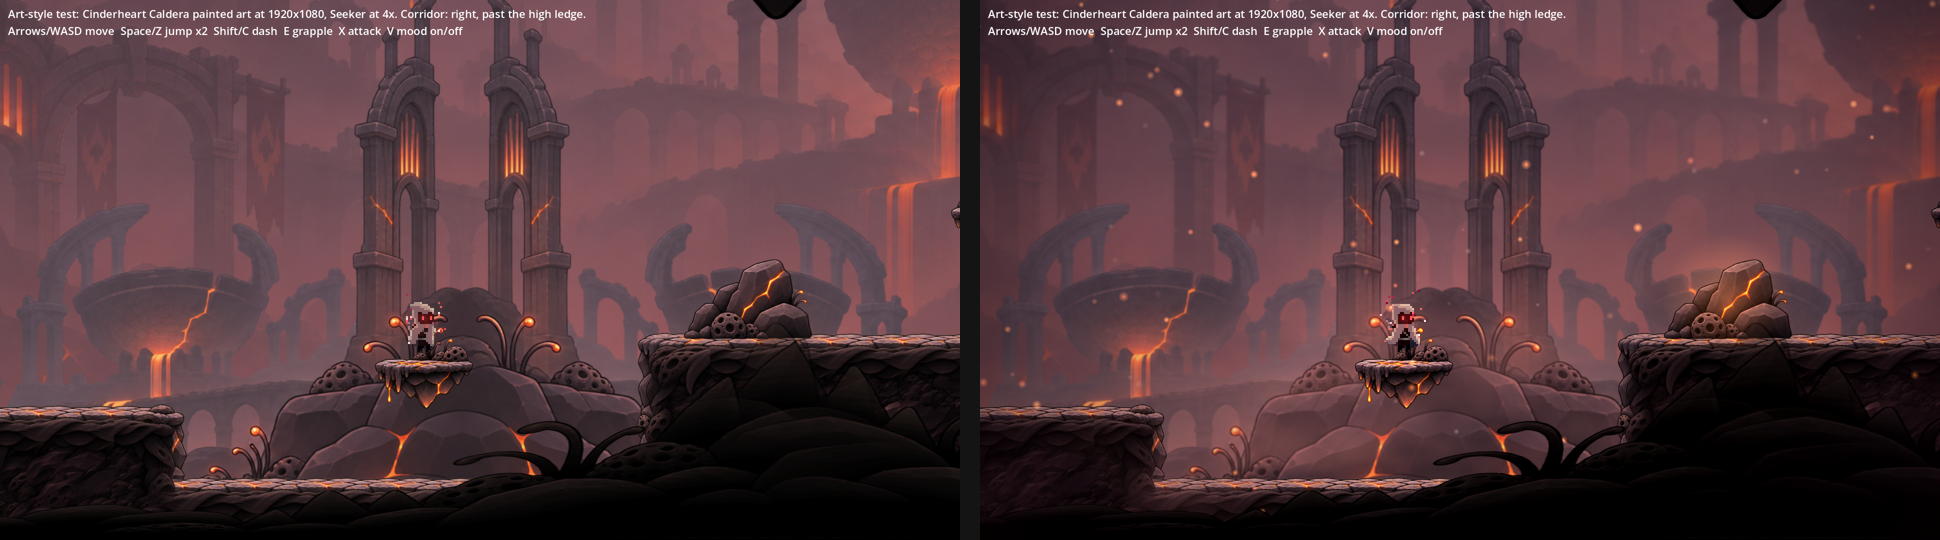 Art-style test: Cinderheart Caldera painted art at 1920x1080, Seeker at 4x. Corridor: right, past the high ledge.
Arrows/WASD move  Space/Z jump x2  Shift/C dash  E grapple  X attack  V mood on/off
Art-style test: Cinderheart Caldera painted art at 1920x1080, Seeker at 4x. Corridor: right, past the high ledge.
Arrows/WASD move  Space/Z jump x2  Shift/C dash  E grapple  X attack  V mood on/off